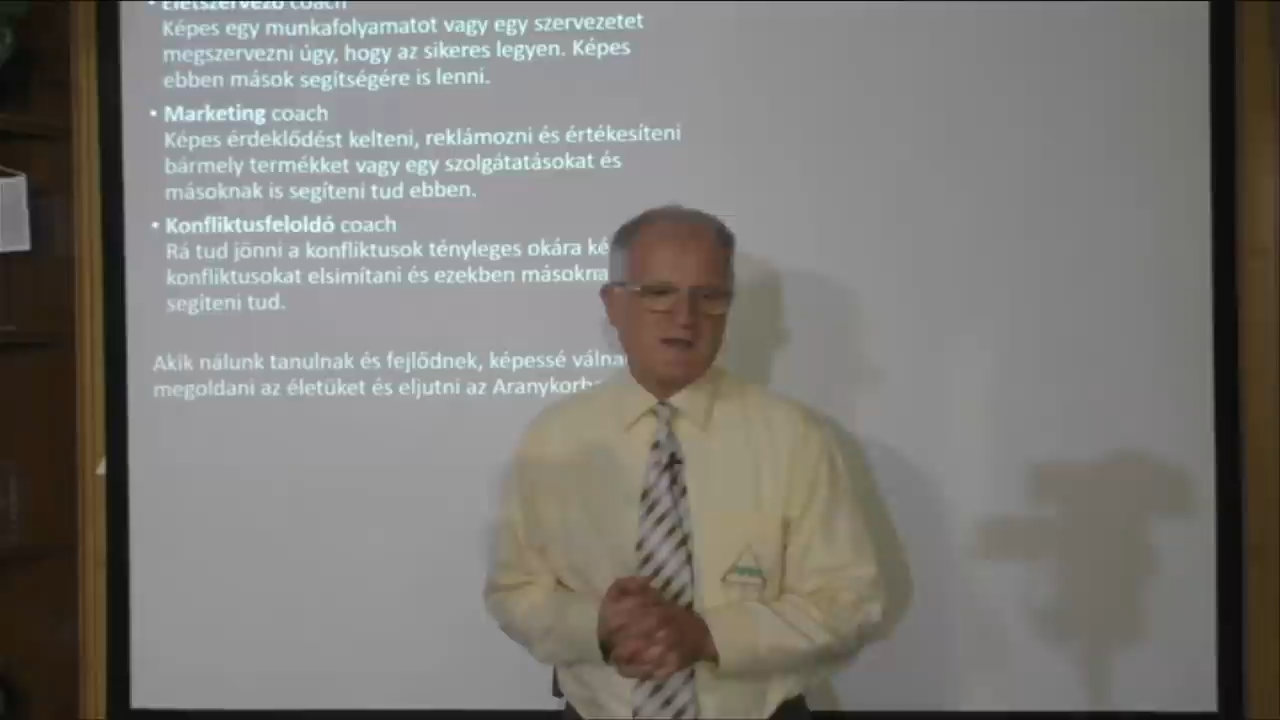 • Életszervező coach
Képes egy munkafolyamatot vagy egy szervezetet
megszervezni úgy, hogy az sikeres legyen. Képes
ebben mások segítségére is lenni.
• Marketing coach
Képes érdeklődést kelteni, reklámozni és értékesíteni
bármely termékket vagy egy szolgátatásokat és
másoknak is segíteni tud ebben.
• Konfliktusfeloldó coach
Rá tud jönni a konfliktusok tényleges okára ké
konfliktusokat elsimítani és ezekben másokna
segíteni tud.
Akik nálunk tanulnak és fejlődnek, képessé válna
megoldani az életüket és eljutni az Aranykorb